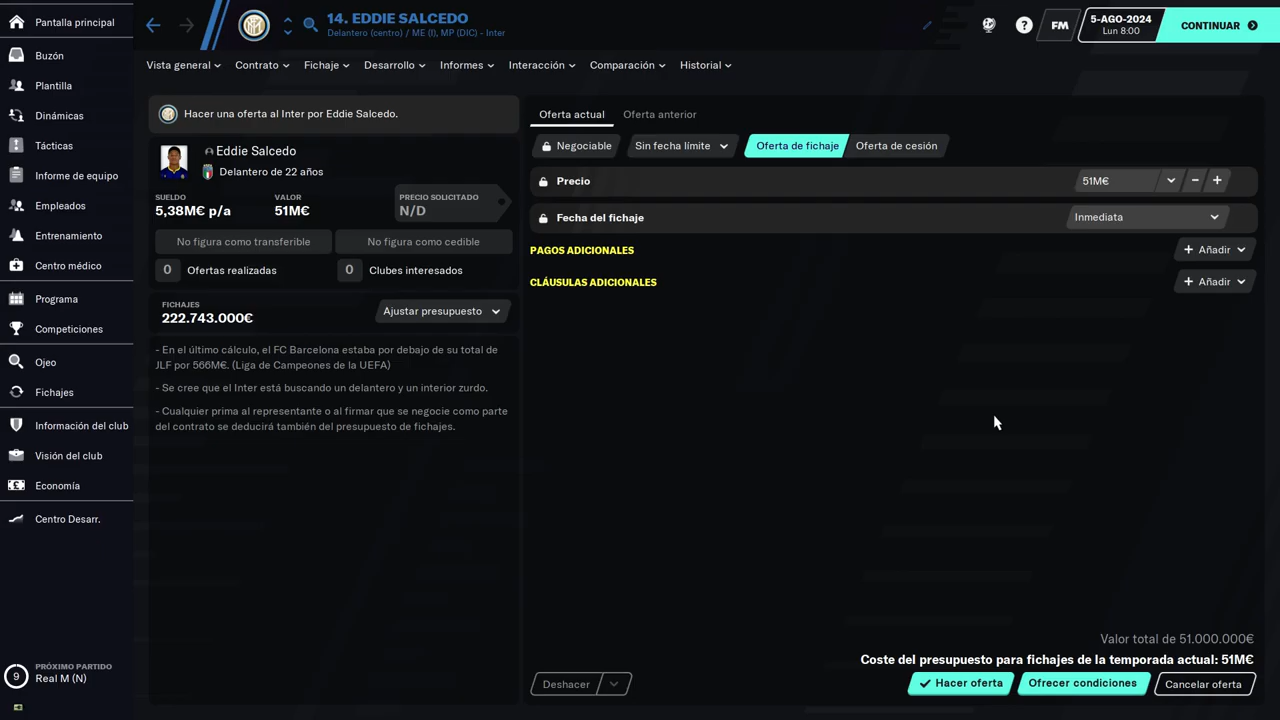 Pantalla principal
14. EDDIE SALCEDO
Delantero (centro) / ME (I), MP (DIC) - Inter
FM
5-AGO-2024
Lun 8:00
CONTINUAR
Buzón
Plantilla
Dinámicas
Tácticas
Informe de equipo
Empleados
Entrenamiento
Centro médico
Programa
Competiciones
Ojeo
Fichajes
Información del club
Visión del club
Economía
Centro Desarr.
9
PRÓXIMO PARTIDO
Real M (N)
Vista general
Contrato
Fichaje
Desarrollo
Informes
Interacción
Comparación
Historial
Hacer una oferta al Inter por Eddie Salcedo.
Eddie Salcedo
Delantero de 22 años
SUELDO
5,38M€ p/a
VALOR
51M€
PRECIO SOLICITADO
N/D
No figura como transferible
No figura como cedible
0 Ofertas realizadas
0 Clubes interesados
FICHAJES
222.743.000€
Ajustar presupuesto
- En el último cálculo, el FC Barcelona estaba por debajo de su total de
JLF por 566M€. (Liga de Campeones de la UEFA)
- Se cree que el Inter está buscando un delantero y un interior zurdo.
- Cualquier prima al representante o al firmar que se negocie como parte
del contrato se deducirá también del presupuesto de fichajes.
Oferta actual
Oferta anterior
Negociable
Sin fecha límite
Oferta de fichaje
Oferta de cesión
Precio
51M€
Fecha del fichaje
Inmediata
PAGOS ADICIONALES
+ Añadir
CLÁUSULAS ADICIONALES
+ Añadir
Valor total de 51.000.000€
Coste del presupuesto para fichajes de la temporada actual: 51M€
Deshacer
Hacer oferta
Ofrecer condiciones
Cancelar oferta